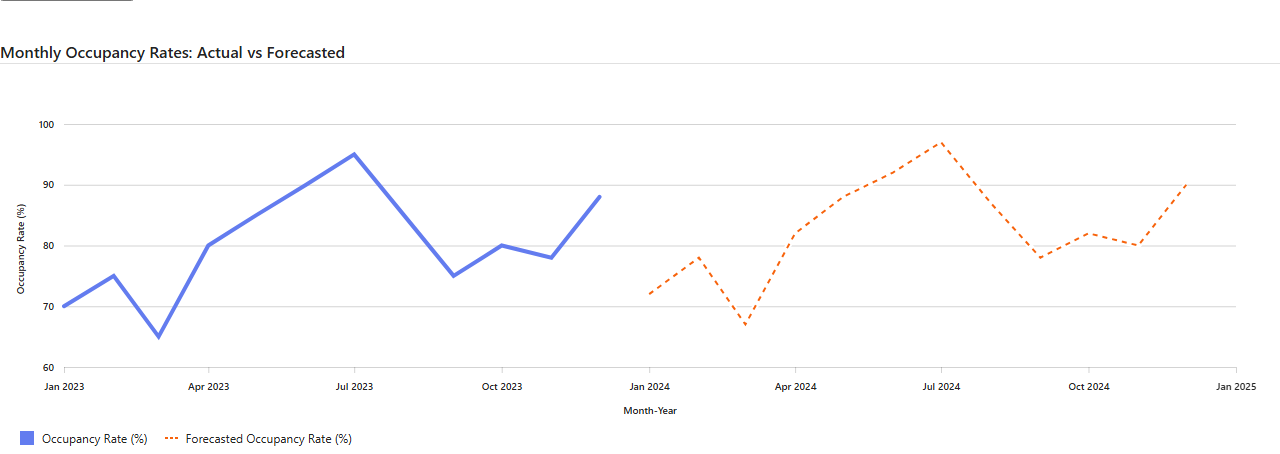 Monthly Occupancy Rates: Actual vs Forecasted
100
90
80
70
60
Occupancy Rate (%)
Jan 2023 Apr 2023 Jul 2023 Oct 2023 Jan 2024 Apr 2024 Jul 2024 Oct 2024 Jan 2025
Month-Year
Occupancy Rate (%) Forecasted Occupancy Rate (%)